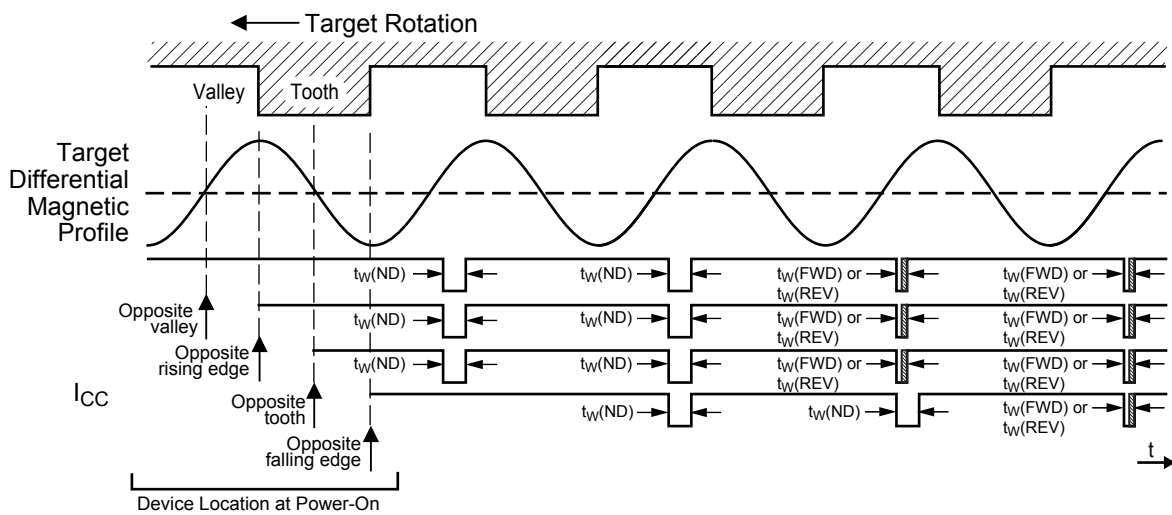 Target Rotation
Valley
Tooth
Target
Differential
Magnetic
Profile
tW(ND)
tW(ND)
tW(FWD) or
tW(REV)
tW(FWD) or
tW(REV)
Opposite
valley
tW(ND)
tW(ND)
tW(FWD) or
tW(REV)
tW(FWD) or
tW(REV)
Opposite
rising edge
tW(ND)
tW(ND)
tW(FWD) or
tW(REV)
tW(FWD) or
tW(REV)
ICC
Opposite
tooth
tW(ND)
tW(ND)
tW(FWD) or
tW(REV)
Opposite
falling edge
t
Device Location at Power-On